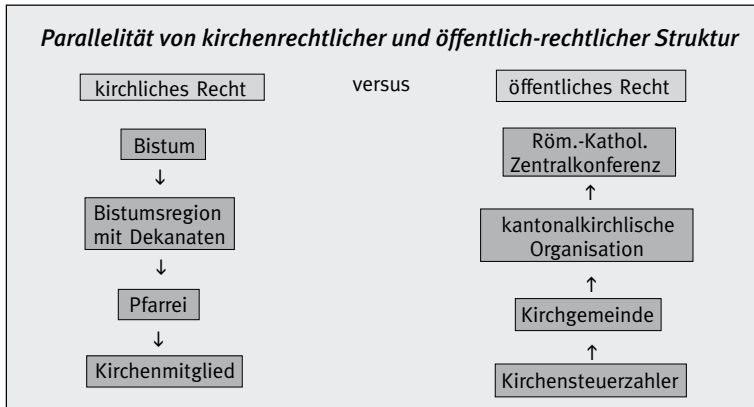 Parallelität von kirchenrechtlicher und öffentlich-rechtlicher Struktur
kirchliches Recht
versus
öffentliches Recht
Bistum
↓
Bistumsregion
mit Dekanaten
↓
Pfarrei
↓
Kirchenmitglied
Röm.-Kathol.
Zentralkonferenz
↑
kantonalkirchlische
Organisation
↑
Kirchgemeinde
↑
Kirchensteuerzahler